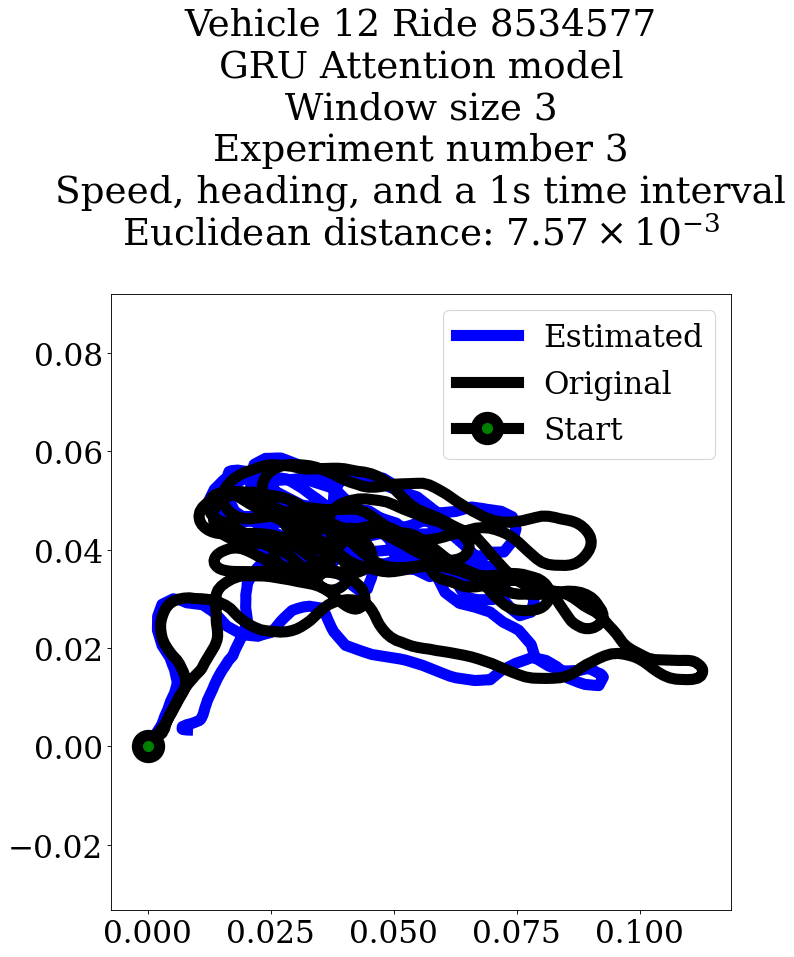 Vehicle 12 Ride 8534577
GRU Attention model
Window size 3
Experiment number 3
Speed, heading, and a 1s time interval
Euclidean distance: 7.57 × 10⁻³
Estimated
Original
Start
0.08
0.06
0.04
0.02
0.00
−0.02
0.000 0.025 0.050 0.075 0.100